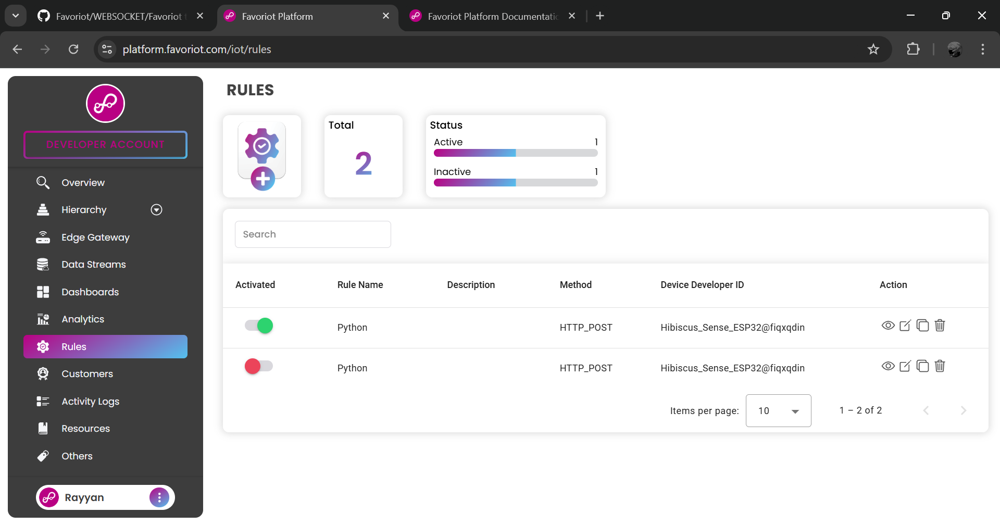 Favoriot/WEBSOCKET/Favoriot t
Favoriot Platform
Favoriot Platform Documentatio
platform.favoriot.com/iot/rules
DEVELOPER ACCOUNT
Overview
Hierarchy
Edge Gateway
Data Streams
Dashboards
Analytics
Rules
Customers
Activity Logs
Resources
Others
Rayyan
RULES
Total
2
Status
Active 1
Inactive 1
Search
Activated Rule Name Description Method Device Developer ID Action
Python HTTP_POST Hibiscus_Sense_ESP32@fiqxqdin
Python HTTP_POST Hibiscus_Sense_ESP32@fiqxqdin
Items per page: 10 1 – 2 of 2